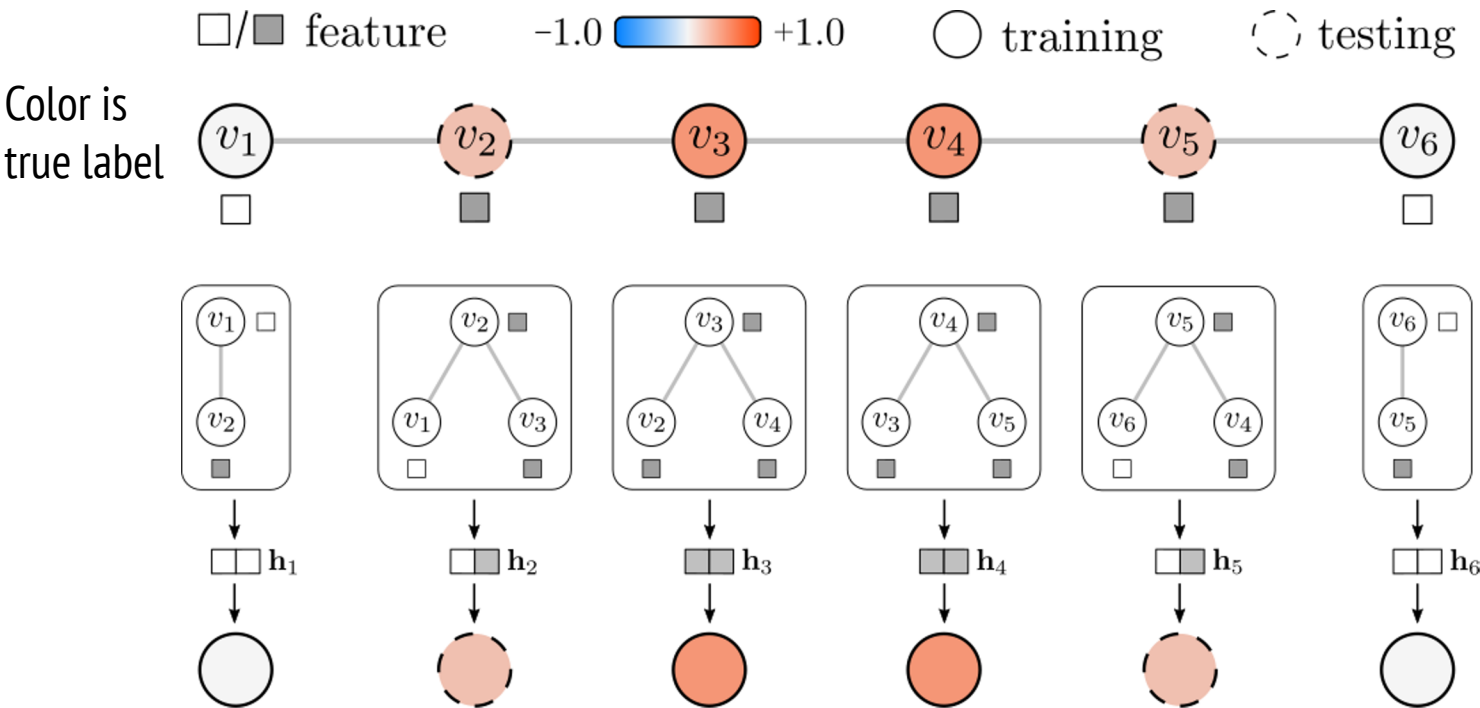 □/■ feature −1.0 +1.0 training testing
Color is
true label
v₁ v₂ v₃ v₄ v₅ v₆
v₁ v₂ v₃ v₄ v₅ v₆
v₂ v₁ v₃ v₂ v₄ v₃ v₅ v₆ v₄ v₅
h₁ h₂ h₃ h₄ h₅ h₆